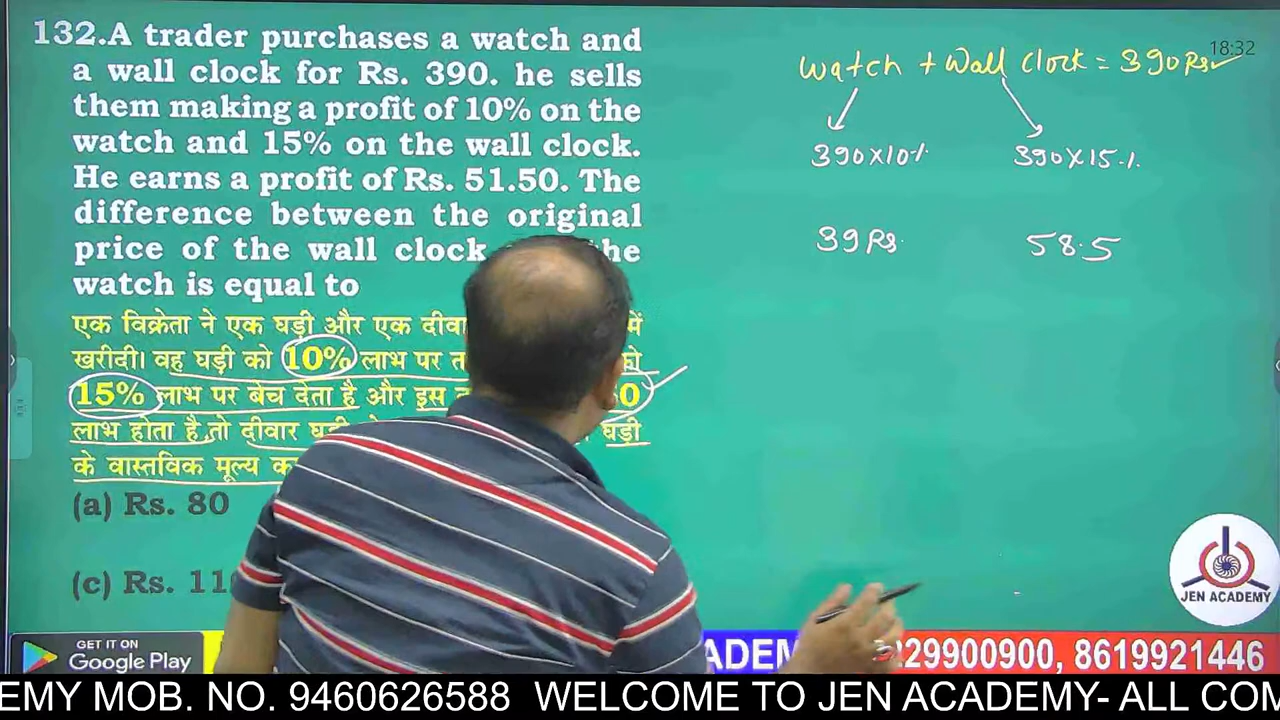 132.A trader purchases a watch and
a wall clock for Rs. 390. he sells
them making a profit of 10% on the
watch and 15% on the wall clock.
He earns a profit of Rs. 51.50. The
difference between the original
price of the wall clock he
watch is equal to
एक विक्रेता ने एक घड़ी और एक में
खरीदी। वह घड़ी को 10% लाभ पर
15% लाभ पर बेच देता है और इस
लाभ होता है,तो दीवार घड़ी
के वास्तविक मूल्य
(a) Rs. 80
(c) Rs. 11
18:32
watch + wall clock = 390 Rs
390×10% 390×15%
39 Rs. 58.5
JEN ACADEMY
GET IT ON
Google Play
29900900, 8619921446
EMY MOB. NO. 9460626588 WELCOME TO JEN ACADEMY- ALL COM